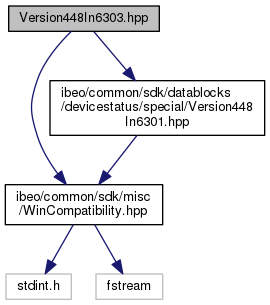 Version448In6303.hpp
ibeo/common/sdk/datablocks
/devicestatus/special/Version448
In6301.hpp
ibeo/common/sdk/misc
/WinCompatibility.hpp
stdint.h
fstream